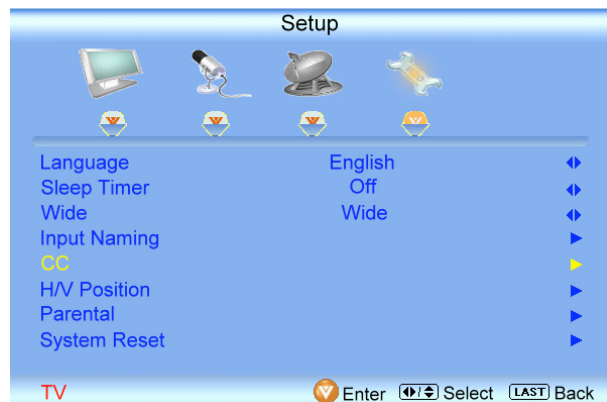 Setup
Language English
Sleep Timer Off
Wide Wide
Input Naming
CC
H/V Position
Parental
System Reset
TV Enter Select LAST Back